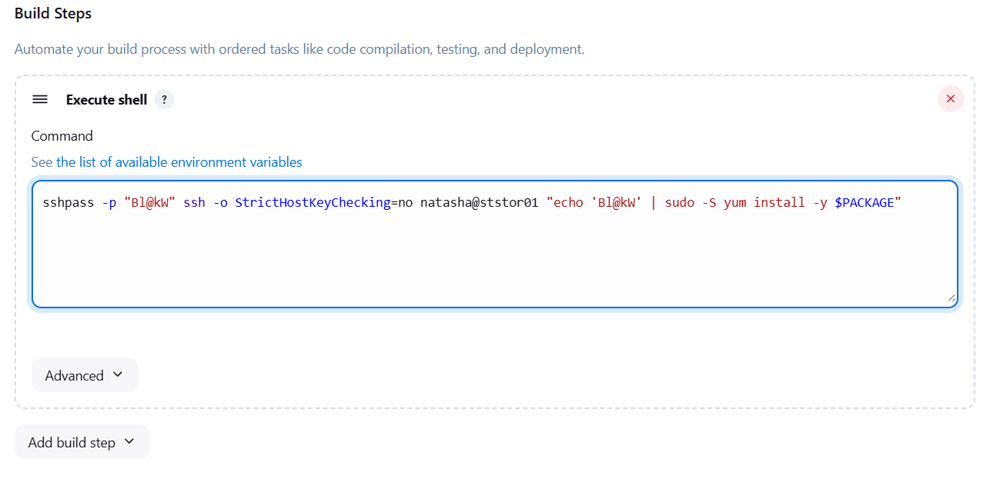 Build Steps
Automate your build process with ordered tasks like code compilation, testing, and deployment.
Execute shell ?
Command
See the list of available environment variables
sshpass -p "Bl@kW" ssh -o StrictHostKeyChecking=no natasha@ststor01 "echo 'Bl@kW' | sudo -S yum install -y $PACKAGE"
Advanced
Add build step